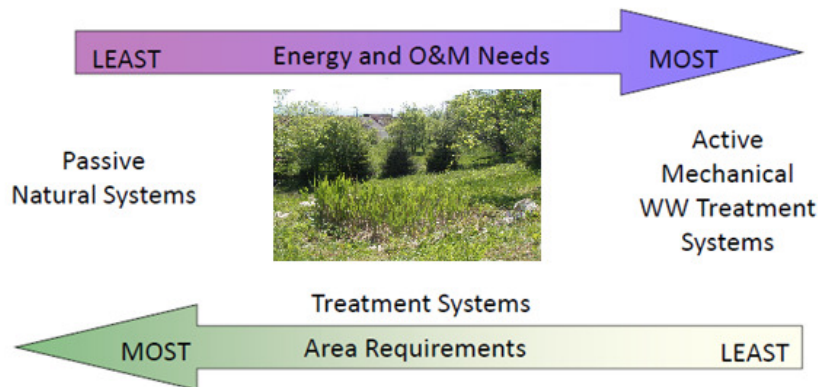 LEAST Energy and O&M Needs MOST
Passive
Natural Systems
Active
Mechanical
WW Treatment
Systems
Treatment Systems
MOST Area Requirements LEAST